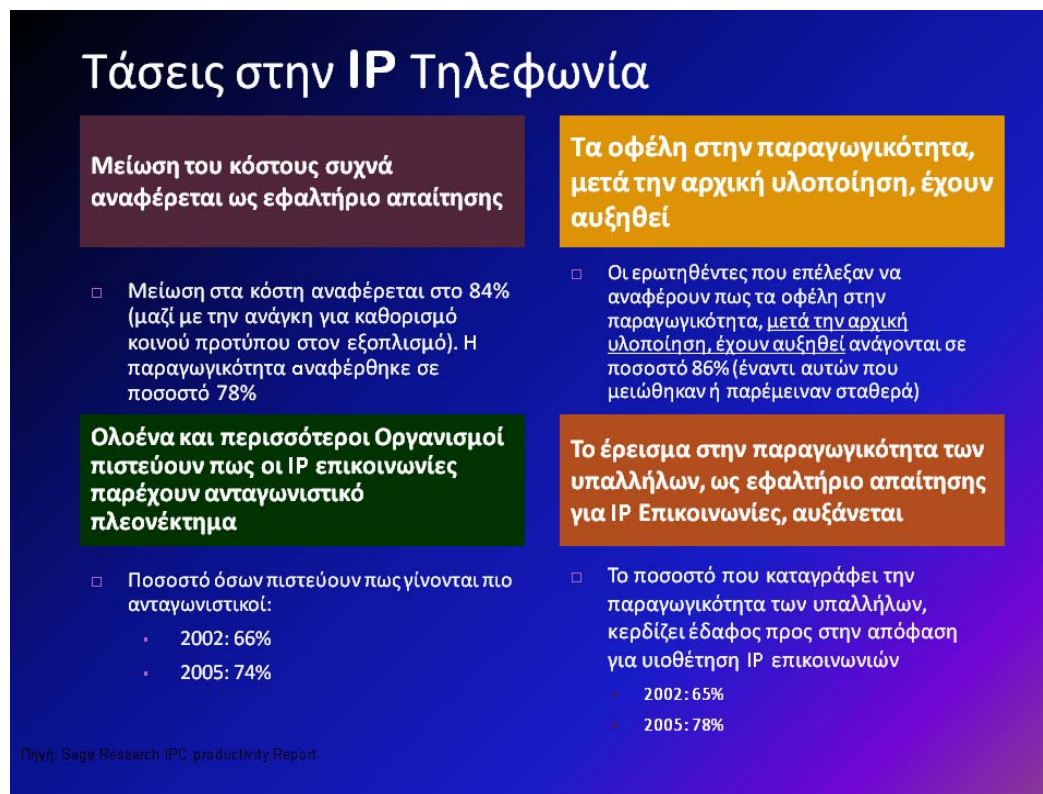 Τάσεις στην IP Τηλεφωνία
Μείωση του κόστους συχνά
αναφέρεται ως εφαλτήριο απαίτησης
□ Μείωση στα κόστη αναφέρεται στο 84%
(μαζί με την ανάγκη για καθορισμό
κοινού προτύπου στον εξοπλισμό). Η
παραγωγικότητα αναφέρθηκε σε
ποσοστό 78%
Τα οφέλη στην παραγωγικότητα,
μετά την αρχική υλοποίηση, έχουν
αυξηθεί
□ Οι ερωτηθέντες που επέλεξαν να
αναφέρουν πως τα οφέλη στην
παραγωγικότητα, μετά την αρχική
υλοποίηση, έχουν αυξηθεί ανάγονται σε
ποσοστό 86% (έναντι αυτών που
μειώθηκαν ή παρέμειναν σταθερά)
Ολοένα και περισσότεροι Οργανισμοί
πιστεύουν πως οι IP επικοινωνίες
παρέχουν ανταγωνιστικό
πλεονέκτημα
□ Ποσοστό όσων πιστεύουν πως γίνονται πιο
ανταγωνιστικοί:
▪ 2002: 66%
▪ 2005: 74%
Το έρεισμα στην παραγωγικότητα των
υπαλλήλων, ως εφαλτήριο απαίτησης
για IP Επικοινωνίες, αυξάνεται
□ Το ποσοστό που καταγράφει την
παραγωγικότητα των υπαλλήλων,
κερδίζει έδαφος προς στην απόφαση
για υιοθέτηση IP επικοινωνιών
▪ 2002: 65%
▪ 2005: 78%
Πηγή: Sage Research IPC productivity Report